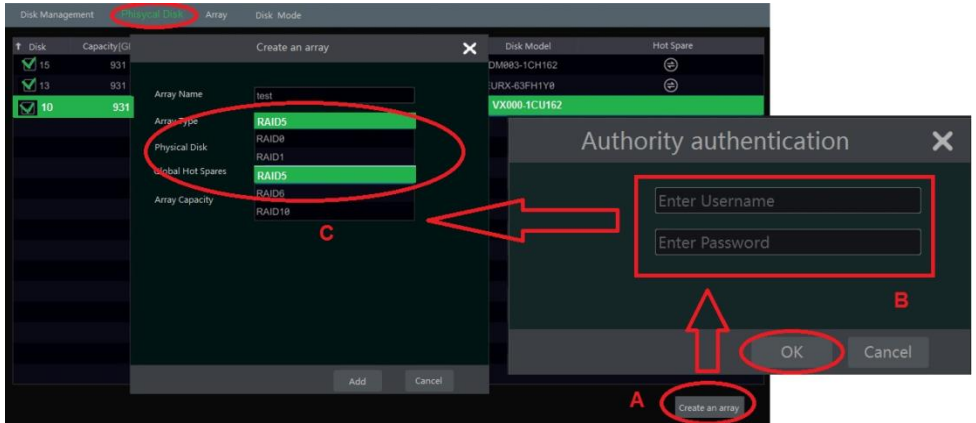 Disk Management Phisycal Disk Array Disk Mode
Disk Capacity(GB Create an array Disk Model Hot Spare
15 931 DM003-1CH162
13 931 EURX-63FH1Y0
10 931 VX000-1CU162
Array Name test
Array Type RAID5
Physical Disk RAID0
RAID1
Global Hot Spares RAID5
Array Capacity RAID6
RAID10
C
Add Cancel
Authority authentication
Enter Username
Enter Password
B
OK Cancel
A
Create an array